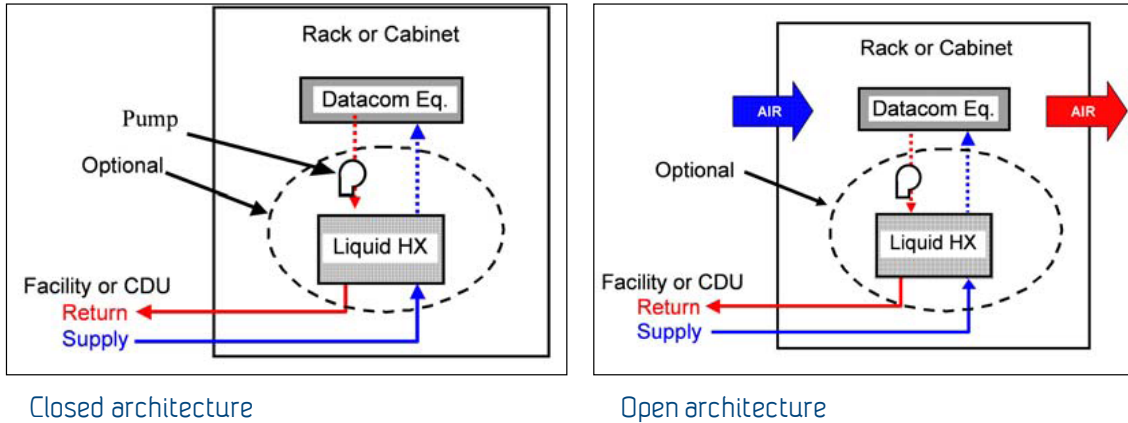 Rack or Cabinet
Datacom Eq.
Pump
Optional
Liquid HX
Facility or CDU
Return
Supply
Closed architecture
Rack or Cabinet
AIR
Datacom Eq.
AIR
Optional
Liquid HX
Facility or CDU
Return
Supply
Open architecture